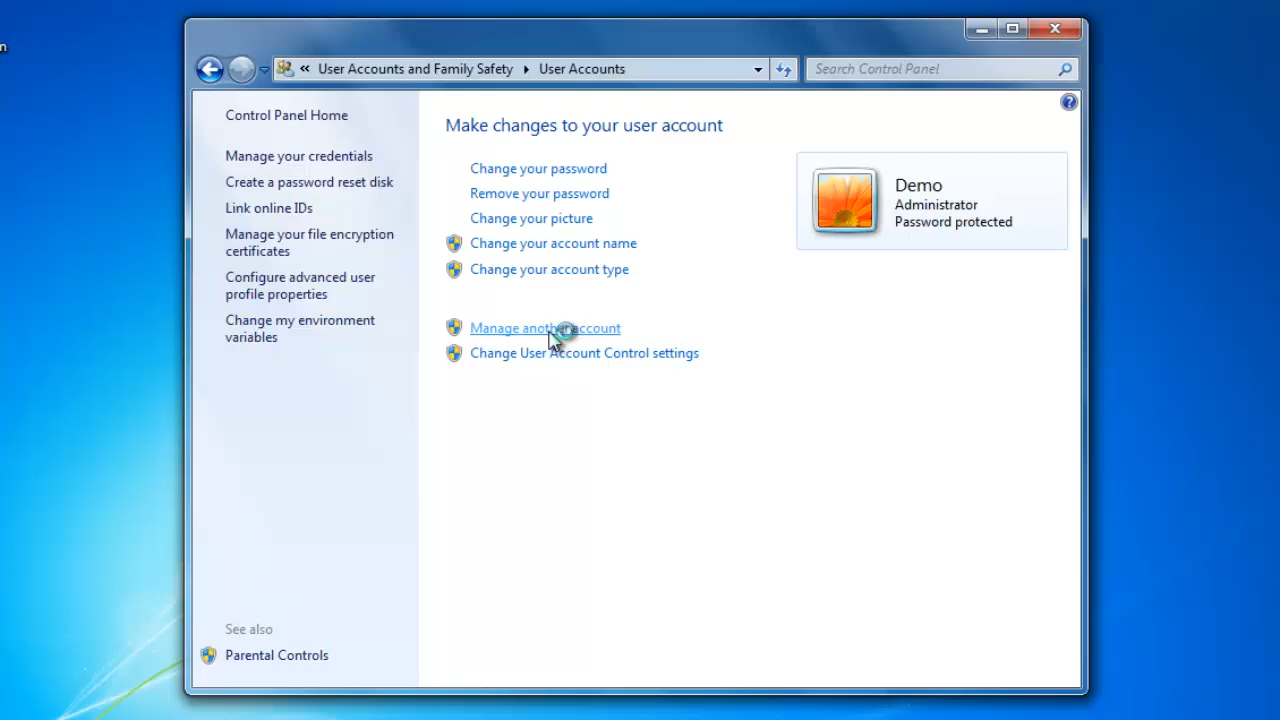 n
« User Accounts and Family Safety User Accounts
Search Control Panel
Control Panel Home
Manage your credentials
Create a password reset disk
Link online IDs
Manage your file encryption
certificates
Configure advanced user
profile properties
Change my environment
variables
See also
Parental Controls
Make changes to your user account
Change your password
Remove your password
Change your picture
Change your account name
Change your account type
Manage another account
Change User Account Control settings
Demo
Administrator
Password protected